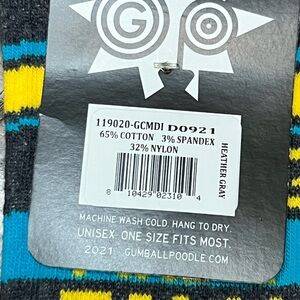 G P
119020-GCMDI D0921
65% COTTON 3% SPANDEX
32% NYLON
HEATHER GRAY
8 10429 02310 4
MACHINE WASH COLD. HANG TO DRY.
UNISEX. ONE SIZE FITS MOST.
2021 GUMBALLPOODLE.COM